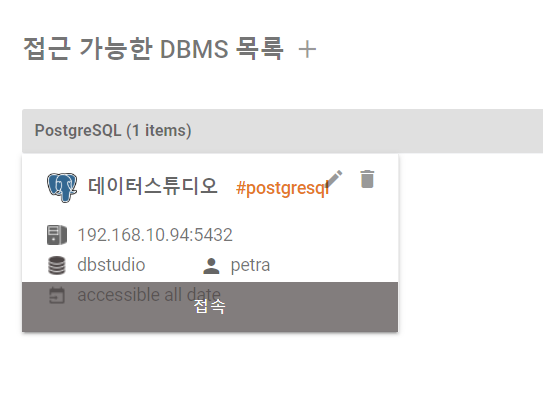 접근 가능한 DBMS 목록 +
PostgreSQL (1 items)
데이터스튜디오 #postgresql
192.168.10.94:5432
dbstudio petra
accessible all date
접속